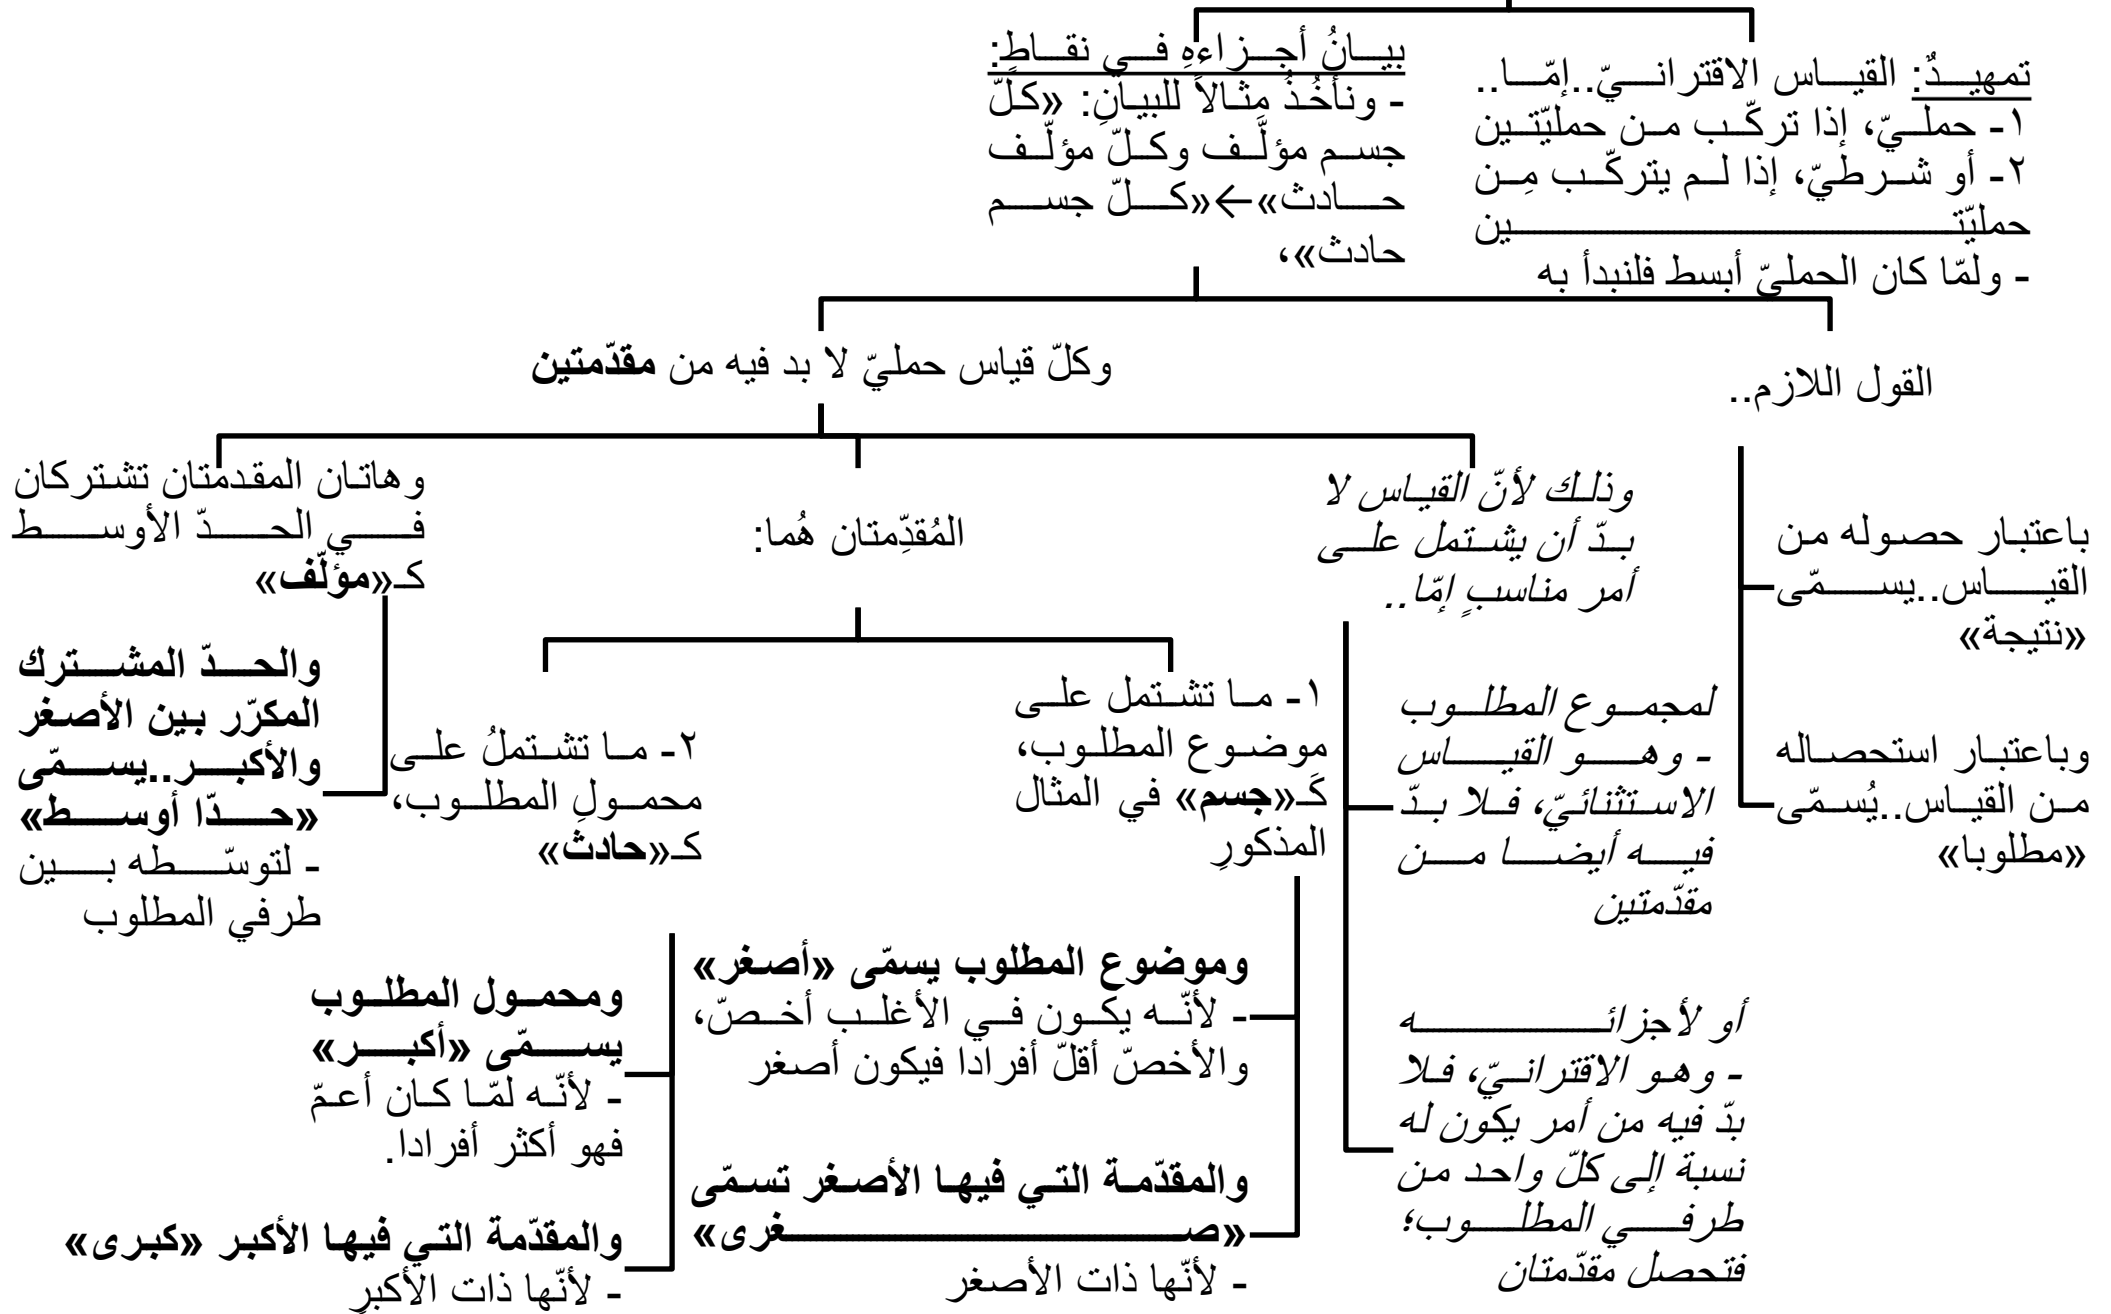 تمهيدٌ: القياس الاقترانيّ..إمّا..
١- حمليّ، إذا تركّب من حمليّتين
٢- أو شرطيّ، إذا لم يتركّب مِن
حمليّتين
- ولمّا كان الحمليّ أبسط فلنبدأ به
بيانُ أجزاءِهِ في نقاطٍ:
- ونأخُذُ مِثالاً للبيانِ: «كلّ
جسم مؤلَّف وكلّ مؤلّف
حادث»←«كلّ جسم
حادث»،
القول اللازم..
باعتبار حصوله من
القياس..يسمّى
«نتيجة»
وباعتبار استحصاله
من القياس..يُسمّى
«مطلوبا»
وكلّ قياس حمليّ لا بد فيه من مقدّمتين
وذلك لأنّ القياس لا
بدّ أن يشتمل على
أمر مناسبٍ إمّا..
لمجموع المطلوب
- وهو القياس
الاستثنائيّ، فلا بدّ
فيه أيضا من
مقدّمتين
أو لأجزائه
- وهو الاقترانيّ، فلا
بدّ فيه من أمر يكون له
نسبة إلى كلّ واحد من
طرفي المطلوب؛
فتحصل مقدّمتان
المُقدِّمتان هُما:
١- ما تشتمل على
موضوع المطلوب،
كَـ«جسم» في المثال
المذكورِ
وموضوع المطلوب يسمّى «أصغر»
- لأنّه يكون في الأغلب أخصّ،
والأخصّ أقلّ أفرادا فيكون أصغر
والمقدّمة التي فيها الأصغر تسمّى
«صغرى»
- لأنّها ذات الأصغر
٢- ما تشتملُ على
محمولِ المطلوب،
كـ«حادث»
ومحمول المطلوب
يسمّى «أكبر»
- لأنّه لمّا كان أعمّ
فهو أكثر أفرادا.
والمقدّمة التي فيها الأكبر «كبرى»
- لأنّها ذات الأكبرِ
وهاتان المقدمتان تشتركان
في الحدّ الأوسط
كـ«مؤلّف»
والحدّ المشترك
المكرّر بين الأصغر
والأكبر..يسمّى
«حدّا أوسط»
- لتوسّطه بين
طرفي المطلوب